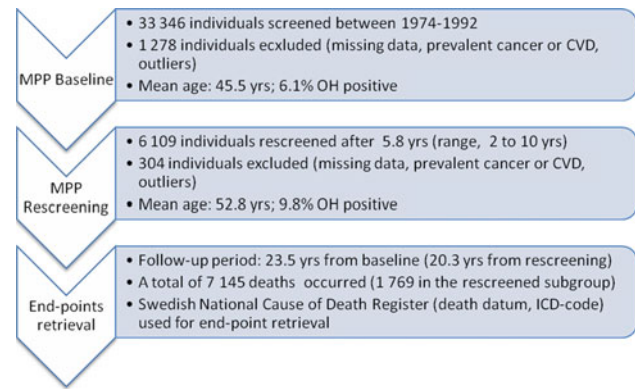 MPP Baseline
• 33 346 individuals screened between 1974-1992
• 1 278 individuals ecxluded (missing data, prevalent cancer or CVD,
outliers)
• Mean age: 45.5 yrs; 6.1% OH positive
MPP
Rescreening
• 6 109 individuals rescreened after 5.8 yrs (range, 2 to 10 yrs)
• 304 individuals excluded (missing data, prevalent cancer or CVD,
outliers)
• Mean age: 52.8 yrs; 9.8% OH positive
End-points
retrieval
• Follow-up period: 23.5 yrs from baseline (20.3 yrs from rescreening)
• A total of 7 145 deaths occurred (1 769 in the rescreened subgroup)
• Swedish National Cause of Death Register (death datum, ICD-code)
used for end-point retrieval